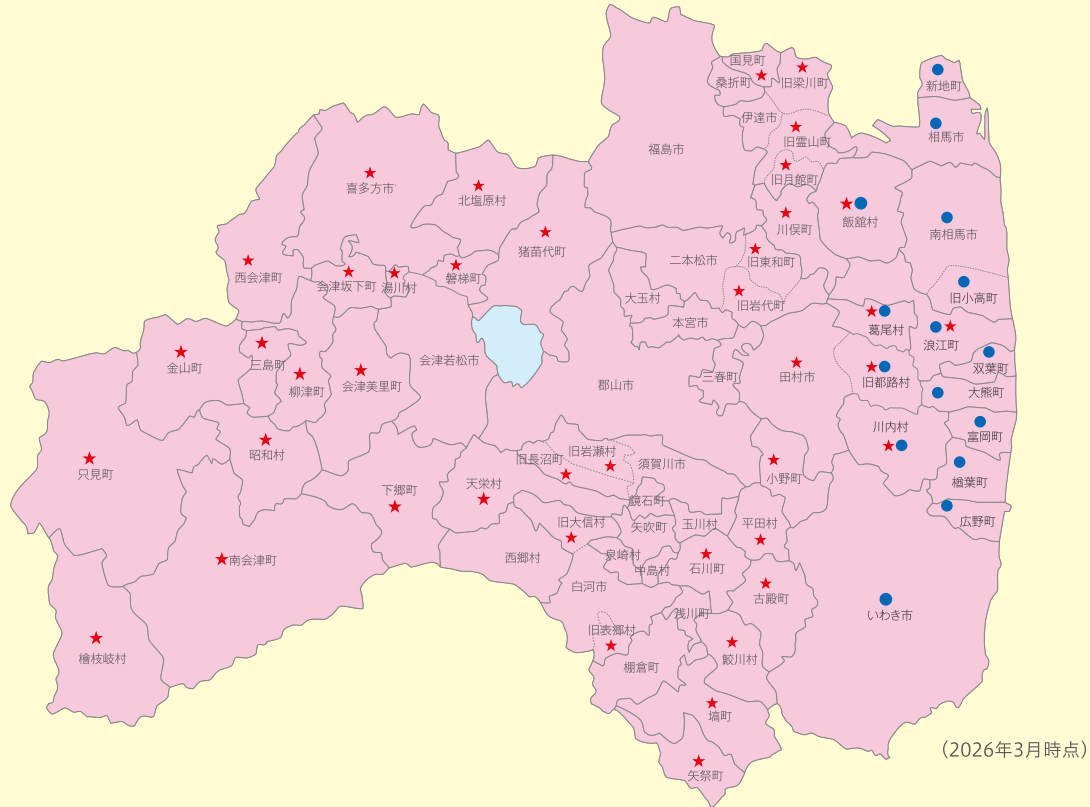 国見町
桑折町
旧梁川町
新地町
伊達市
相馬市
旧霊山町
福島市
旧月館町
喜多方市
北塩原村
川俣町
飯舘村
南相馬市
猪苗代町
二本松市
旧東和町
西会津町
会津坂下町
湯川村
磐梯町
大玉村
旧岩代町
旧小高町
本宮市
葛尾村
浪江町
会津若松市
金山町
三島町
柳津町
会津美里町
郡山市
三春町
田村市
旧都路村
双葉町
大熊町
川内村
富岡町
昭和村
旧岩瀬村
旧長沼町
須賀川市
只見町
下郷町
天栄村
小野町
楢葉町
鏡石町
広野町
旧大信村
矢吹町
玉川村
平田村
西郷村
泉崎村
中島村
石川町
南会津町
白河市
古殿町
浅川町
いわき市
旧表郷村
檜枝岐村
棚倉町
鮫川村
塙町
矢祭町
（2026年3月時点）